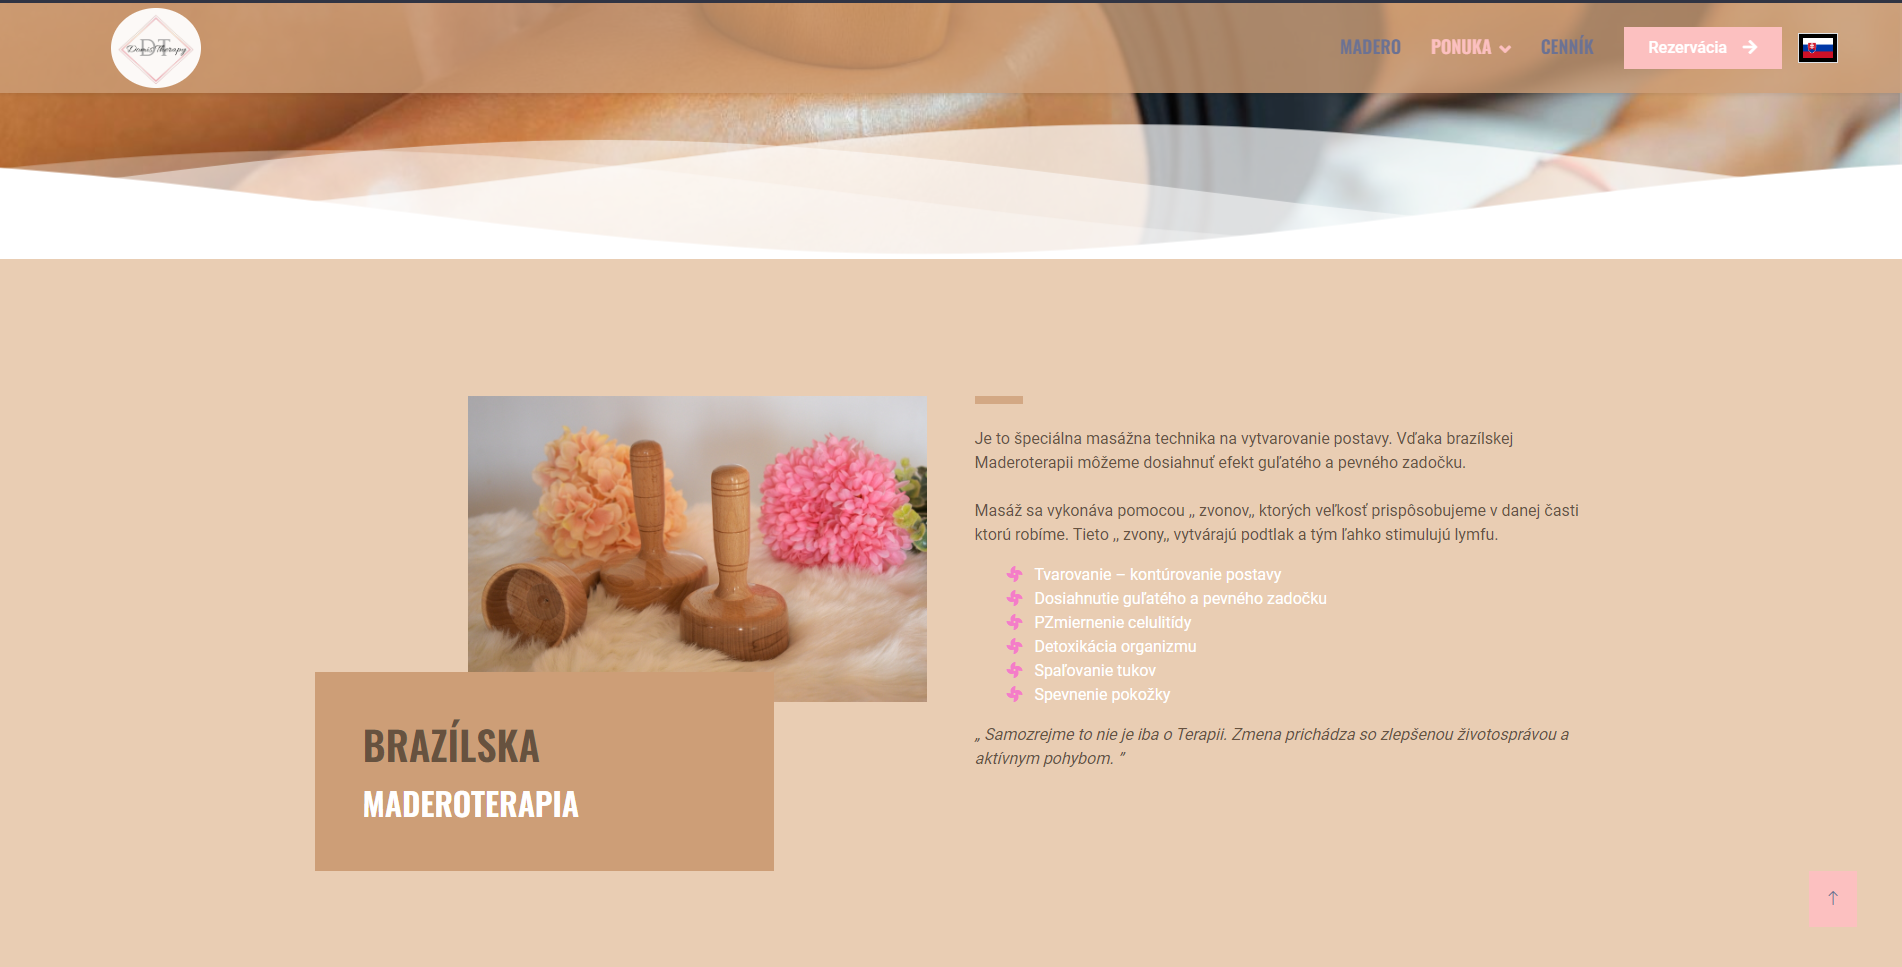 DT
Domis Therapy
MADERO
PONUKA
CENNÍK
Rezervácia
Je to špeciálna masážna technika na vytvarovanie postavy. Vďaka brazílskej
Maderoterapii môžeme dosiahnuť efekt guľatého a pevného zadočku.
Masáž sa vykonáva pomocou ,, zvonov,, ktorých veľkosť prispôsobujeme v danej časti
ktorú robíme. Tieto ,, zvony,, vytvárajú podtlak a tým ľahko stimulujú lymfu.
Tvarovanie – kontúrovanie postavy
Dosiahnutie guľatého a pevného zadočku
PZmiernenie celulitídy
Detoxikácia organizmu
Spaľovanie tukov
Spevnenie pokožky
„ Samozrejme to nie je iba o Terapii. Zmena prichádza so zlepšenou životosprávou a
aktívnym pohybom. ”
BRAZÍLSKA
MADEROTERAPIA